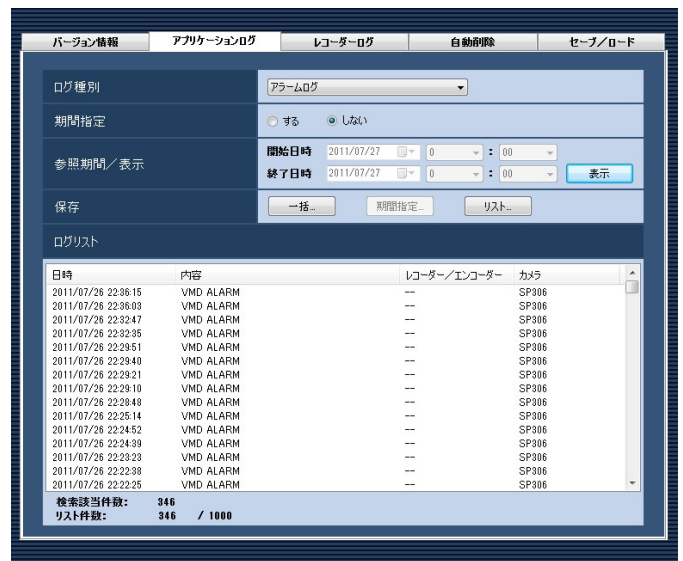 バージョン情報 アプリケーションログ レコーダーログ 自動削除 セーブ／ロード
ログ種別 アラームログ
期間指定 する しない
参照期間／表示
開始日時 2011/07/27 0 : 00
終了日時 2011/07/27 0 : 00 表示
保存 一括... 期間指定... リスト...
ログリスト
日時 内容 レコーダー／エンコーダー カメラ
2011/07/26 22:36:15 VMD ALARM -- SP306
2011/07/26 22:36:03 VMD ALARM -- SP306
2011/07/26 22:32:47 VMD ALARM -- SP306
2011/07/26 22:32:35 VMD ALARM -- SP306
2011/07/26 22:29:51 VMD ALARM -- SP306
2011/07/26 22:29:40 VMD ALARM -- SP306
2011/07/26 22:29:21 VMD ALARM -- SP306
2011/07/26 22:29:10 VMD ALARM -- SP306
2011/07/26 22:28:48 VMD ALARM -- SP306
2011/07/26 22:25:14 VMD ALARM -- SP306
2011/07/26 22:24:52 VMD ALARM -- SP306
2011/07/26 22:24:39 VMD ALARM -- SP306
2011/07/26 22:23:23 VMD ALARM -- SP306
2011/07/26 22:22:38 VMD ALARM -- SP306
2011/07/26 22:22:25 VMD ALARM -- SP306
検索該当件数: 346
リスト件数: 346 / 1000